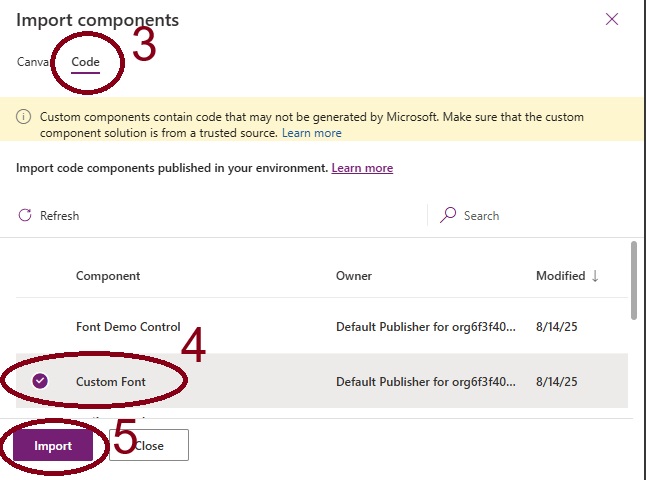 Import components
3
Canva Code
Custom components contain code that may not be generated by Microsoft. Make sure that the custom
component solution is from a trusted source. Learn more
Import code components published in your environment. Learn more
Refresh Search
Component Owner Modified
Font Demo Control Default Publisher for org6f3f40... 8/14/25
4
Custom Font Default Publisher for org6f3f40... 8/14/25
Import 5 Close